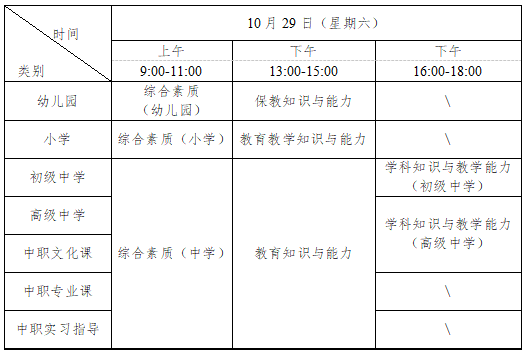 时间
类别
10 月 29 日（星期六）
上午
下午
下午
9:00-11:00
13:00-15:00
16:00-18:00
幼儿园
综合素质
（幼儿园）
保教知识与能力
\
小学
综合素质（小学）
教育教学知识与能力
\
初级中学
综合素质（中学）
教育知识与能力
学科知识与教学能力
（初级中学）
高级中学
学科知识与教学能力
（高级中学）
中职文化课
中职专业课
\
中职实习指导
\